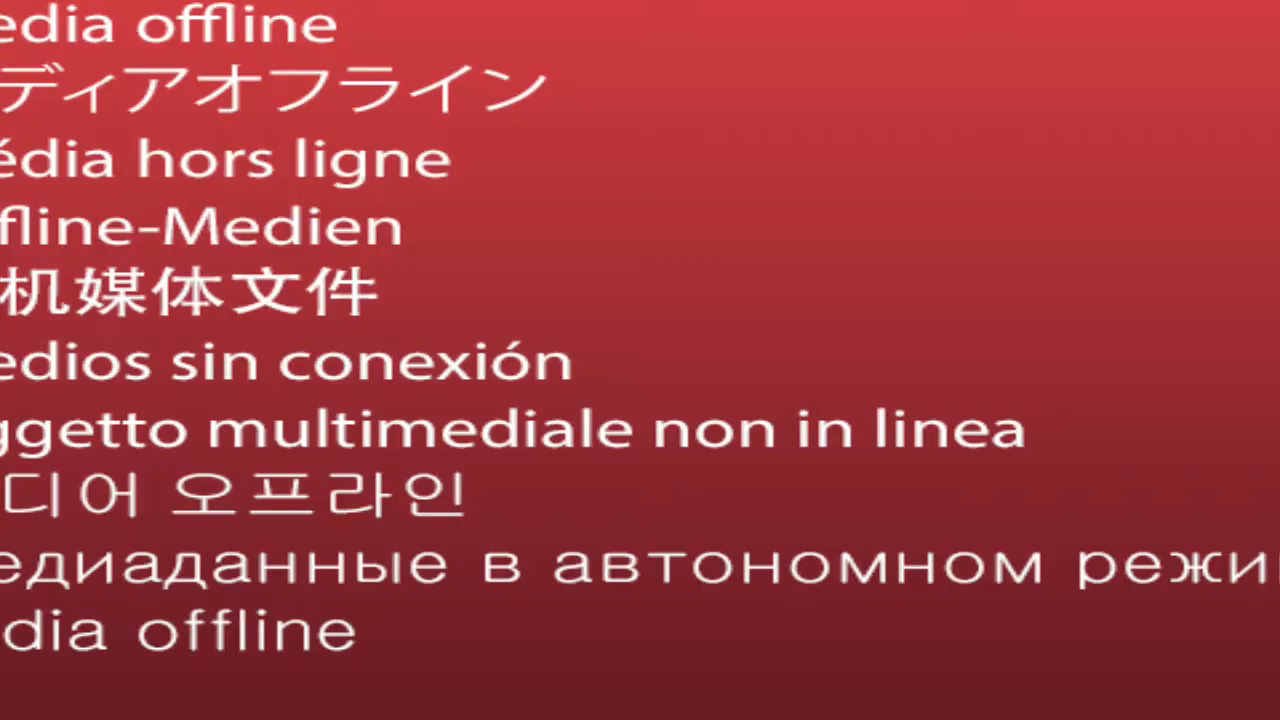 edia offline
ディアオフライン
édia hors ligne
fline-Medien
机媒体文件
edios sin conexión
ggetto multimediale non in linea
디어 오프라인
едиаданные в автономном режи
dia offline